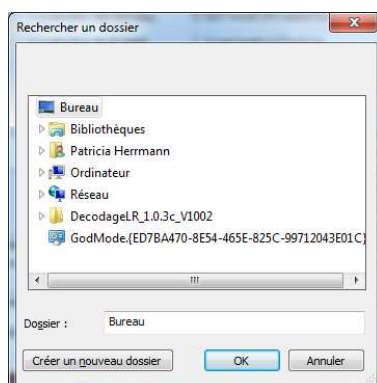 Rechercher un dossier
Bureau
Bibliothèques
Patricia Herrmann
Ordinateur
Réseau
DecodageLR_1.0.3c_V1002
GodMode.{ED7BA470-8E54-465E-825C-99712043E01C}
Dossier : Bureau
Créer un nouveau dossier OK Annuler